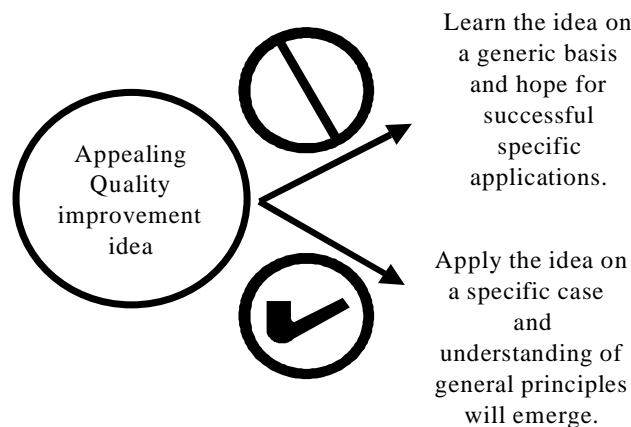 Appealing
Quality
improvement
idea
Learn the idea on
a generic basis
and hope for
successful
specific
applications.
Apply the idea on
a specific case
and
understanding of
general principles
will emerge.